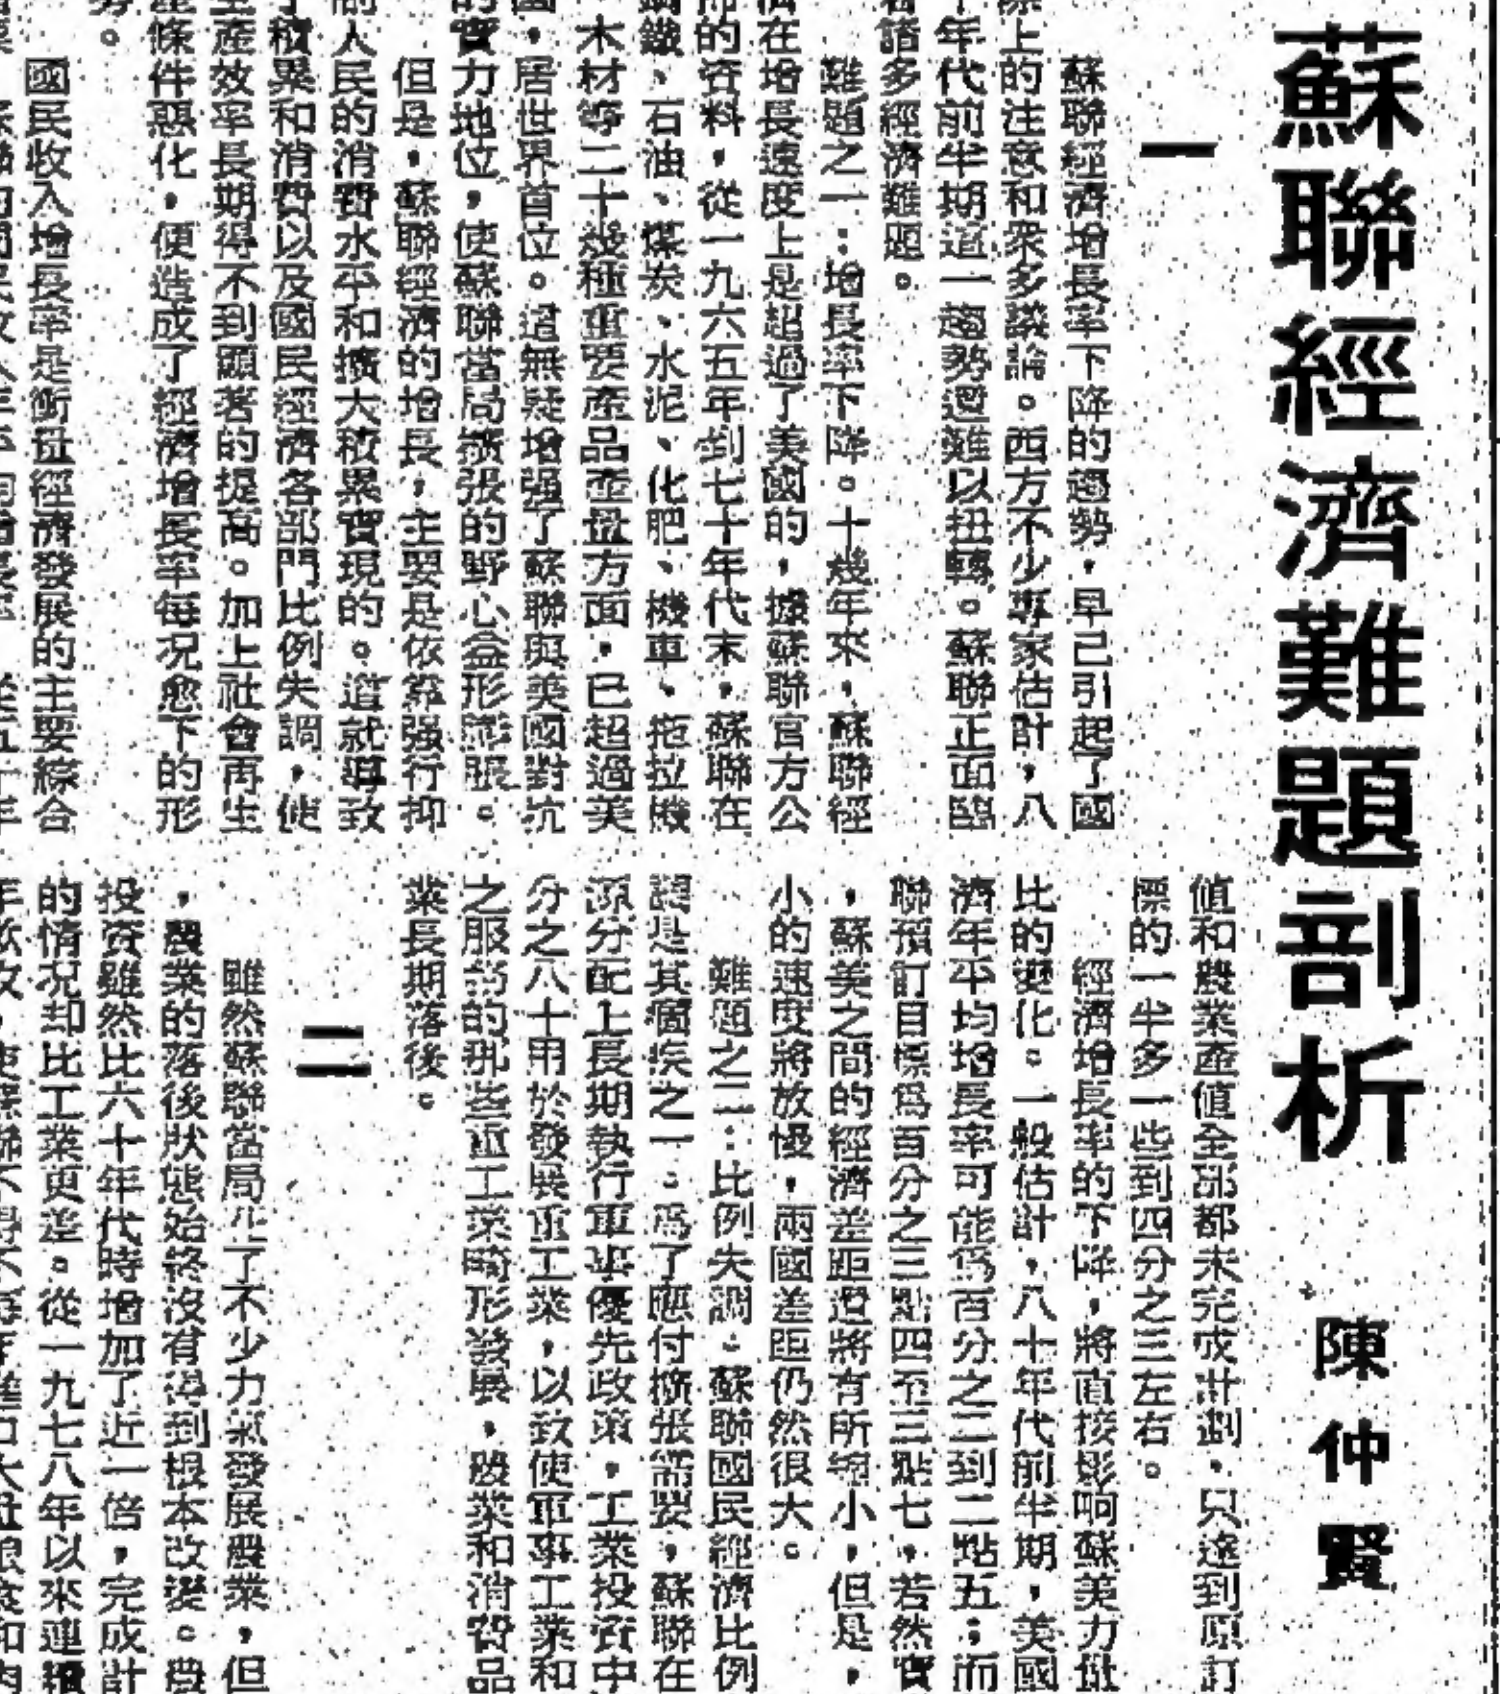 蘇聯經濟難題剖析
陳仲賢
一
蘇聯經濟增長率下降的趨勢,早已引起了國
際上的注意和衆多議論。西方不少專家估計,八
十年代前半期這一趨勢還難以扭轉。蘇聯正面臨
着諸多經濟難題。
難題之一:增長率下降。十幾年來,蘇聯經
濟在增長速度上是超過了美國的,據蘇聯官方公
佈的資料,從一九六五年到七十年代末,蘇聯在
鋼鐵、石油、煤炭、水泥、化肥、機車、拖拉機
、木材等二十幾種重要產品產量方面,已超過美
國,居世界首位。這無疑增强了蘇聯與美國對抗
的實力地位,使蘇聯當局擴張的野心益形膨脹。
但是,蘇聯經濟的增長,主要是依靠强行抑
制人民的消費水平和擴大積累實現的。這就導致
了積累和消費以及國民經濟各部門比例失調,使
生產效率長期得不到顯著的提高。加上社會再生
產條件惡化,便造成了經濟增長率每况愈下的形
勢。
國民收入增長率是衡量經濟發展的主要綜合
值和農業產值全部都未完成計劃,只達到原訂
標的一半多一些到四分之三左右。
經濟增長率的下降,將直接影响蘇美力量
比的變化。一般估計,八十年代前半期,美國
濟年平均增長率可能爲百分之二到二點五;而
聯預訂目標爲百分之三點四至三點七,若然實
,蘇美之間的經濟差距還將有所縮小,但是,
小的速度將放慢,兩國差距仍然很大。
難題之二:比例失調。蘇聯國民經濟比例
調是其痼疾之一。爲了應付擴張需要,蘇聯在
源分配上長期執行軍事優先政策,工業投資中
分之八十用於發展重工業,以致使軍事工業和
之服務的那些重工業畸形發展,農業和消費品
業長期落後。
二
雖然蘇聯當局化了不少力氣發展農業,但
,農業的落後狀態始終沒有得到根本改變。農
投資雖然比六十年代時增加了近一倍,完成計
的情况却比工業更差。從一九七八年以來連續